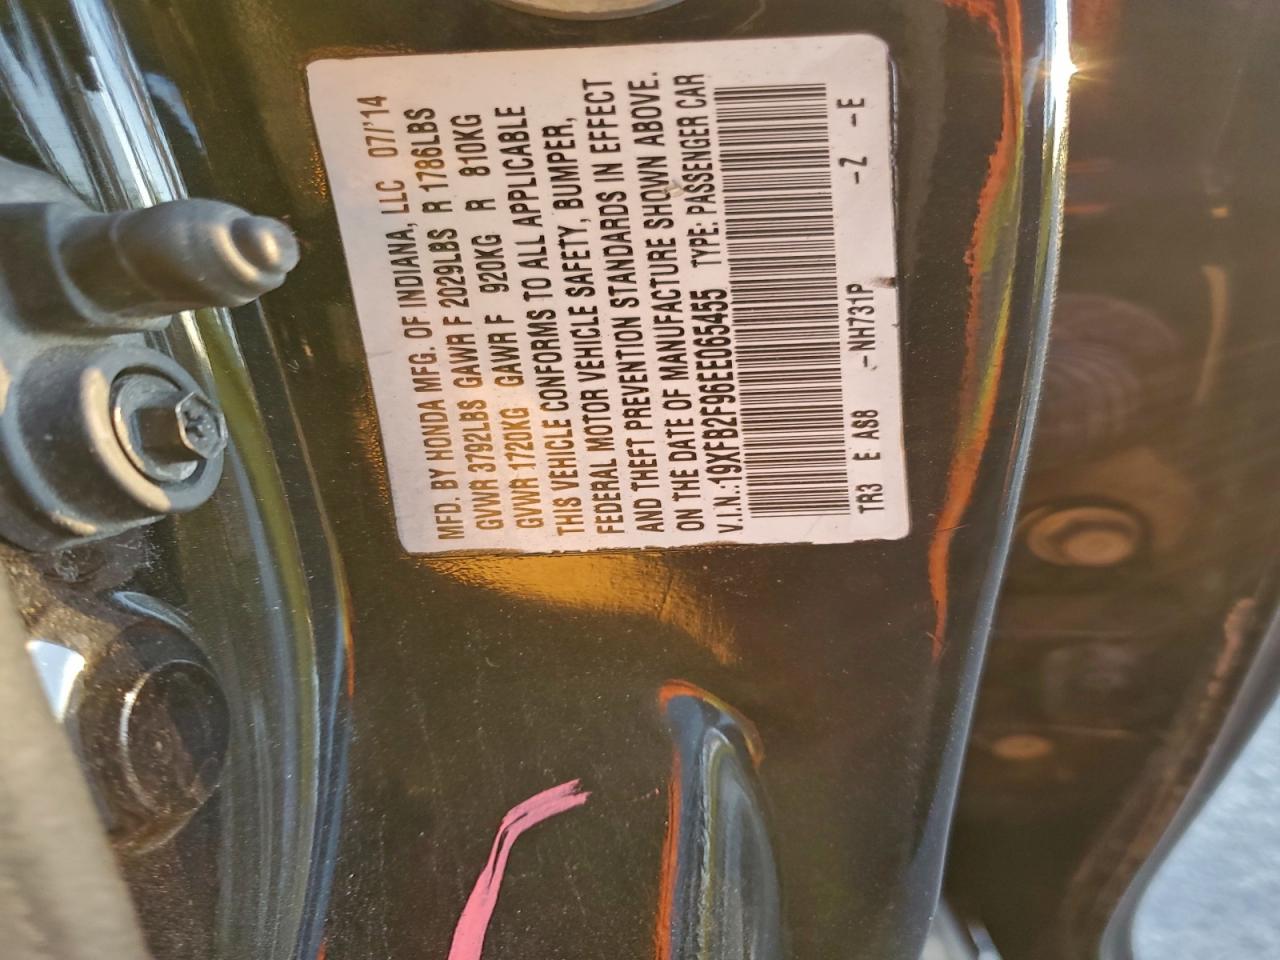 MFD. BY HONDA MFG. OF INDIANA, LLC 07/'14
GVWR 3792LBS GAWR F 2029LBS R 1786LBS
GVWR 1720KG GAWR F 920KG R 810KG
THIS VEHICLE CONFORMS TO ALL APPLICABLE
FEDERAL MOTOR VEHICLE SAFETY, BUMPER,
AND THEFT PREVENTION STANDARDS IN EFFECT
ON THE DATE OF MANUFACTURE SHOWN ABOVE.
V.I.N.:19XFB2F96EE065455 TYPE: PASSENGER CAR
TR3 E AS8 -NH731P -Z -E